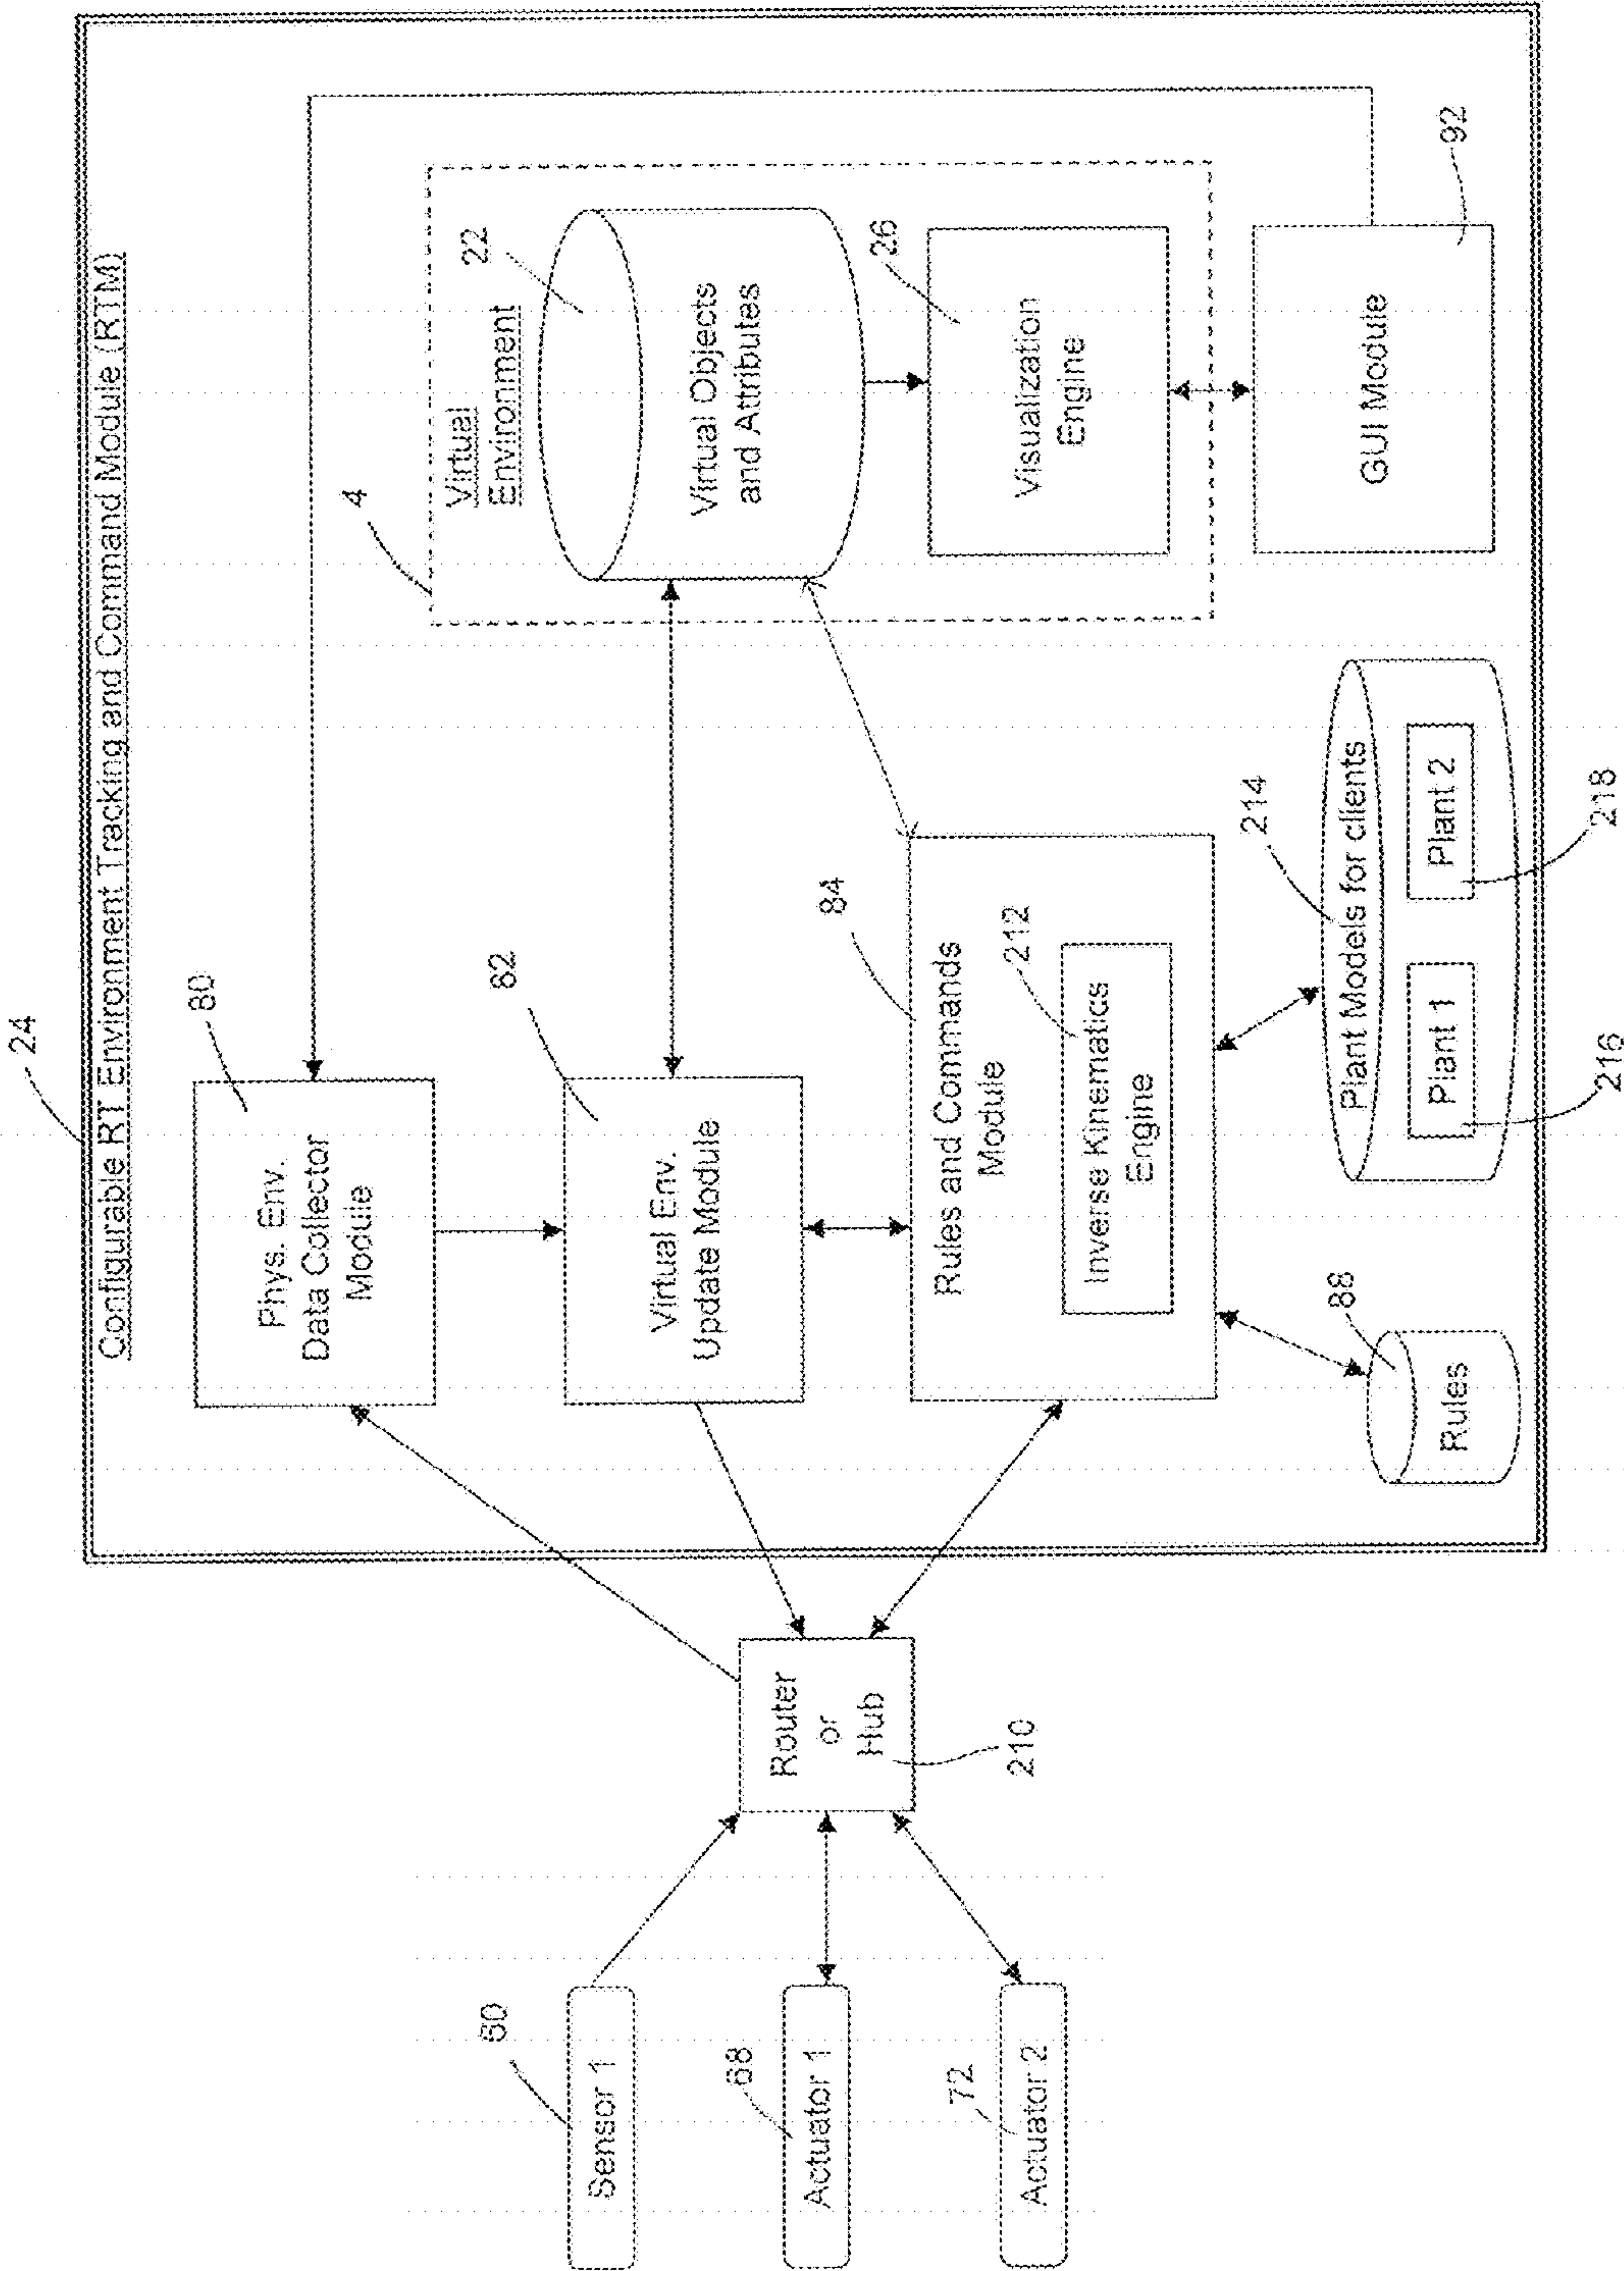 24
Configurable RT Environment Tracking and Command Module (RTM)
80
Phys. Env.
Data Collector
Module
4
Virtual
Environment
22
Virtual Objects
and Attributes
82
Virtual Env.
Update Module
26
Visualization
Engine
60
Sensor 1
68
Actuator 1
72
Actuator 2
Router
or
Hub
210
84
Rules and Commands
Module
212
Inverse Kinematics
Engine
GUI Module
92
88
Rules
214
Plant Models for clients
Plant 1
Plant 2
216
218